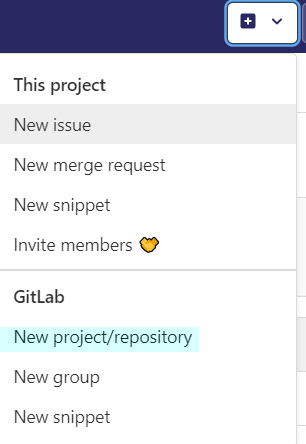 This project
New issue
New merge request
New snippet
Invite members
GitLab
New project/repository
New group
New snippet